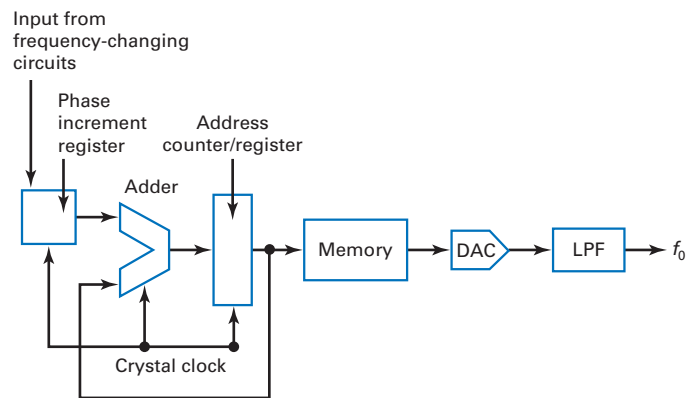 Input from
frequency-changing
circuits
Phase
increment
register
Address
counter/register
Adder
Memory
DAC
LPF
f0
Crystal clock